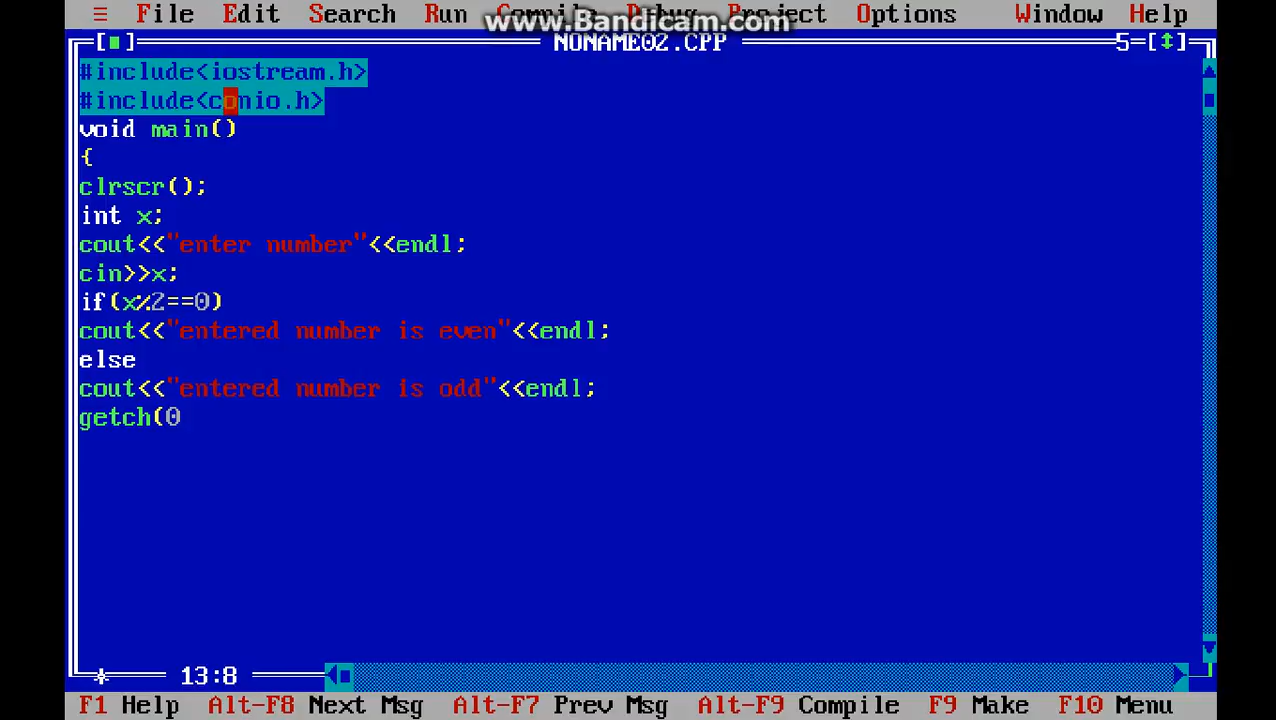 ≡ File Edit Search Run Compile Debug Project Options Window Help
www.Bandicam.com
[■] NONAME02.CPP 5=[↕]
#include<iostream.h>
#include<conio.h>
void main()
{
clrscr();
int x;
cout<<"enter number"<<endl;
cin>>x;
if(x%2==0)
cout<<"entered number is even"<<endl;
else
cout<<"entered number is odd"<<endl;
getch(0
* 13:8
F1 Help Alt-F8 Next Msg Alt-F7 Prev Msg Alt-F9 Compile F9 Make F10 Menu